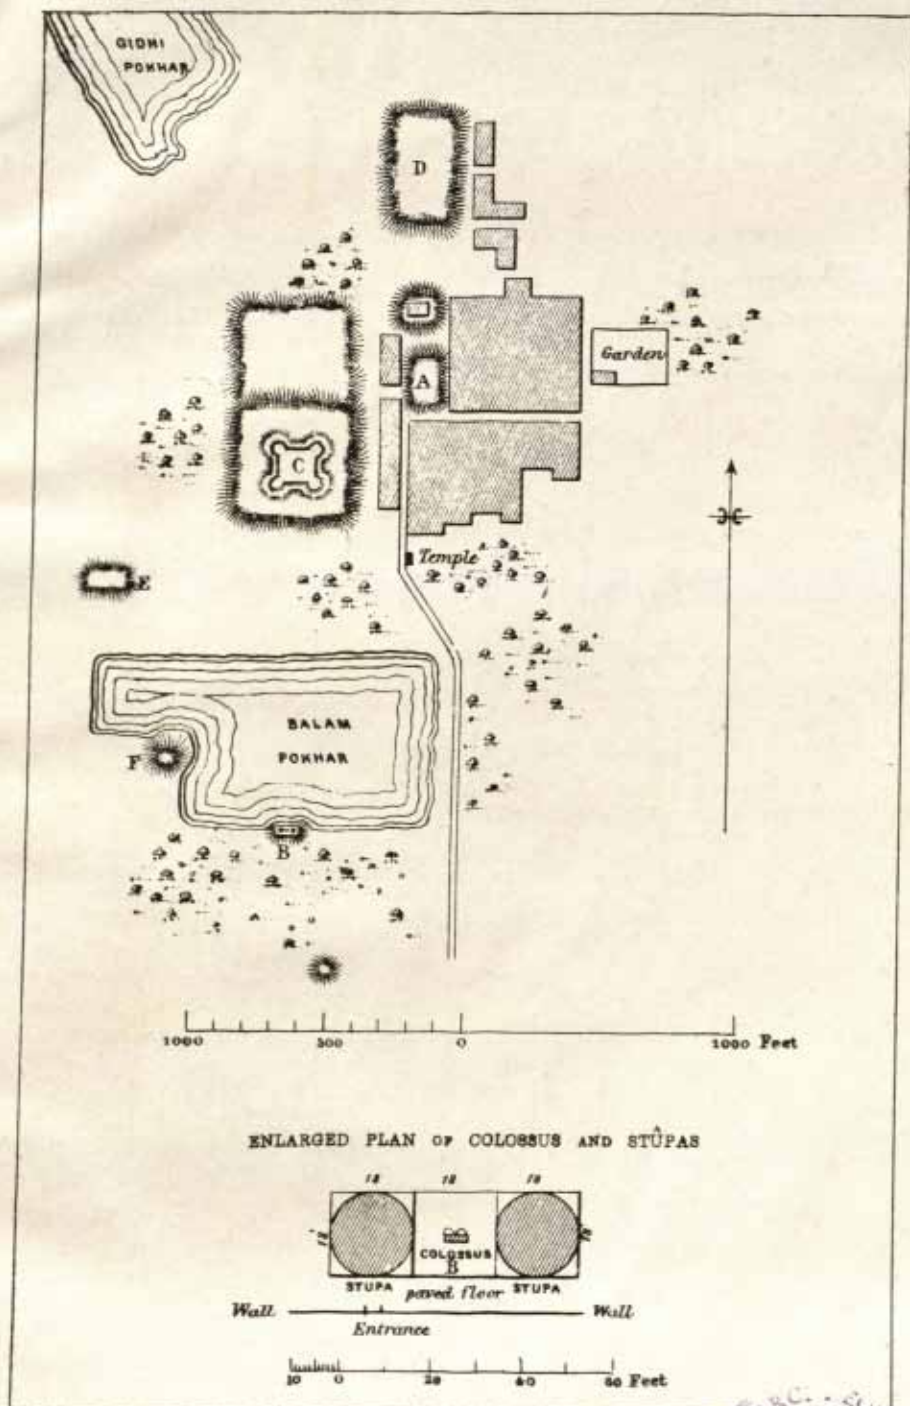 GIDHI
POKHAR
D
A
Garden
C
Temple
E
BALAM
POKHAR
F
B
1000 500 0 1000 Feet
ENLARGED PLAN OF COLOSSUS AND STÛPAS
18 18 18
18' 18
COLOSSUS
B
STUPA paved floor STUPA
Wall Wall
Entrance
10 0 20 40 60 Feet